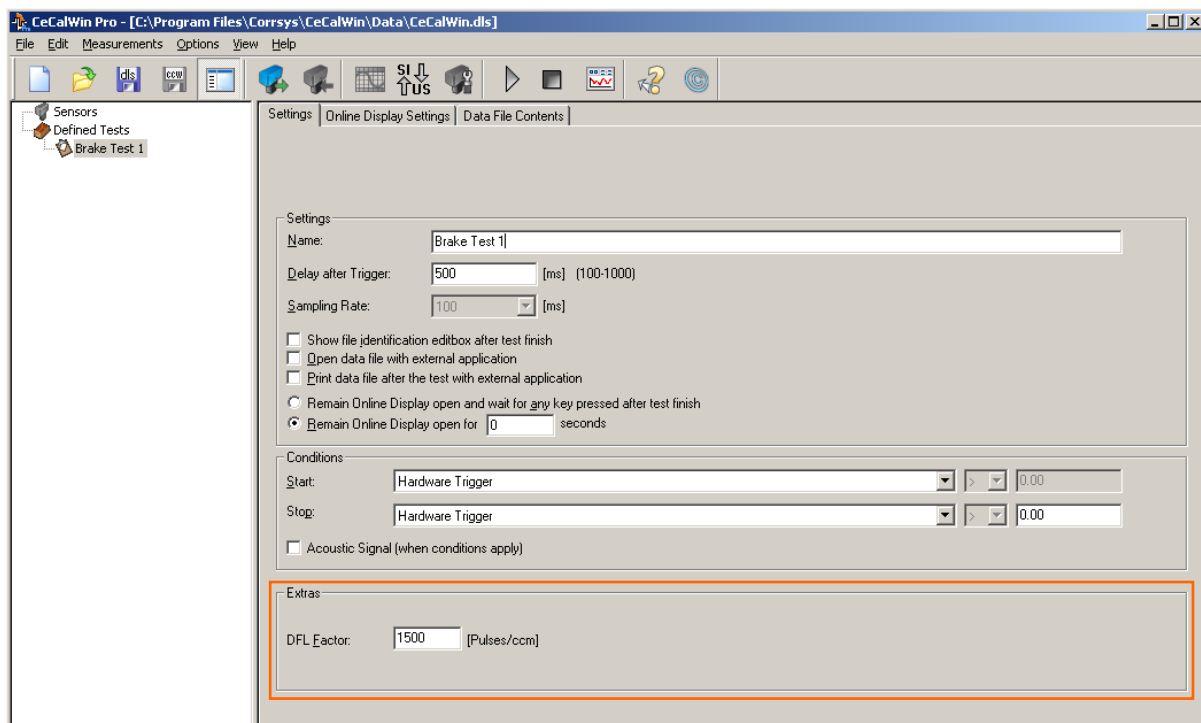 CeCalWin Pro - [C:\Program Files\Corrsys\CeCalWin\Data\CeCalWin.dls]
File Edit Measurements Options View Help
dls ccw SI US
Sensors
Defined Tests
Brake Test 1
Settings Online Display Settings Data File Contents
Settings
Name: Brake Test 1
Delay after Trigger: 500 [ms] (100-1000)
Sampling Rate: 100 [ms]
Show file identification editbox after test finish
Open data file with external application
Print data file after the test with external application
Remain Online Display open and wait for any key pressed after test finish
Remain Online Display open for 0 seconds
Conditions
Start: Hardware Trigger > 0.00
Stop: Hardware Trigger > 0.00
Acoustic Signal (when conditions apply)
Extras
DFL Factor: 1500 [Pulses/ccm]